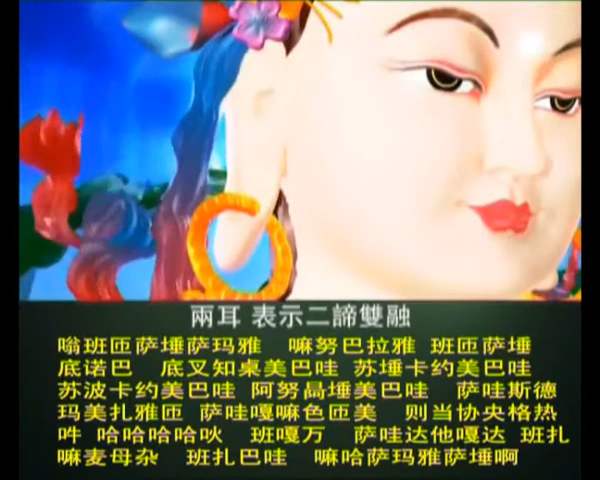 兩耳 表示二諦雙融
嗡班匝萨埵萨玛雅 嘛努巴拉雅 班匝萨埵
底诺巴 底叉知桌美巴哇 苏埵卡约美巴哇
苏波卡约美巴哇 阿努咼埵美巴哇 萨哇斯德
玛美扎雅匝 萨哇嘎嘛色匝美 则当协央格热
吽 哈哈哈哈吙 班嘎万 萨哇达他嘎达 班扎
嘛麦母杂 班扎巴哇 嘛哈萨玛雅萨埵啊